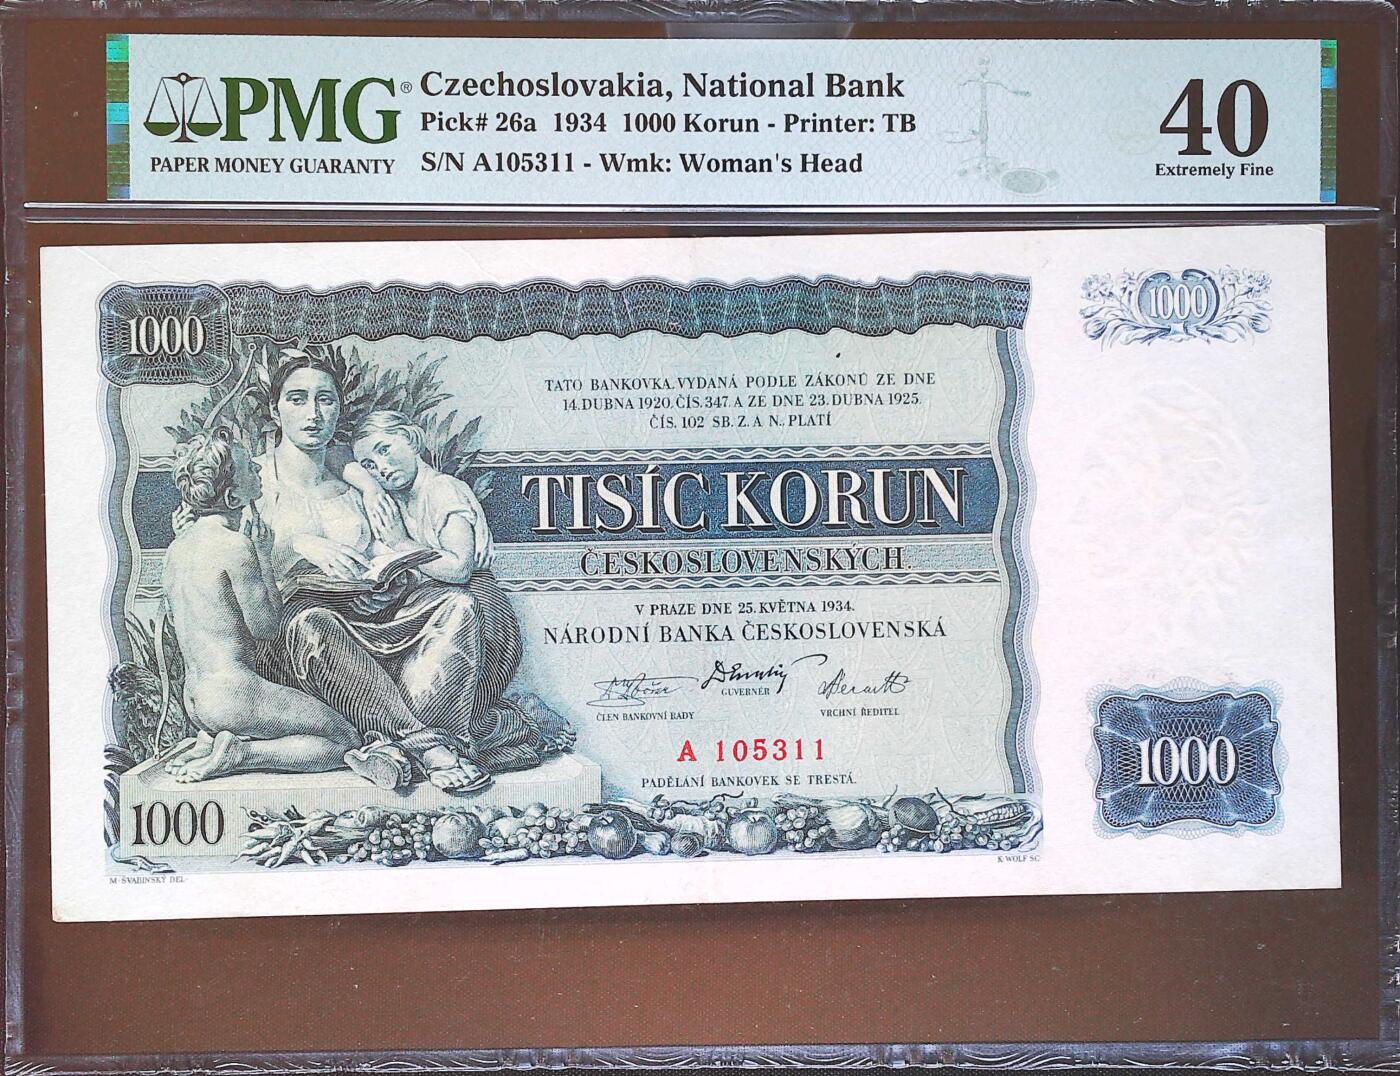 PMG®
PAPER MONEY GUARANTY
Czechoslovakia, National Bank
Pick# 26a 1934 1000 Korun - Printer: TB
S/N A105311 - Wmk: Woman's Head
40
Extremely Fine
1000
1000
TATO BANKOVKA, VYDANÁ PODLE ZÁKONŮ ZE DNE
14. DUBNA 1920, ČÍS. 347. A ZE DNE 23. DUBNA 1925.
ČÍS. 102 SB. Z. A N., PLATÍ
TISÍC KORUN
ČESKOSLOVENSKÝCH.
V PRAZE DNE 25. KVĚTNA 1934.
NÁRODNÍ BANKA ČESKOSLOVENSKÁ
ČLEN BANKOVNÍ RADY
GUVERNÉR
VRCHNÍ ŘEDITEL
A 105311
PADĚLÁNÍ BANKOVEK SE TRESTÁ.
1000
1000
M. ŠVABINSKÝ DEL.
K. WOLF SC.